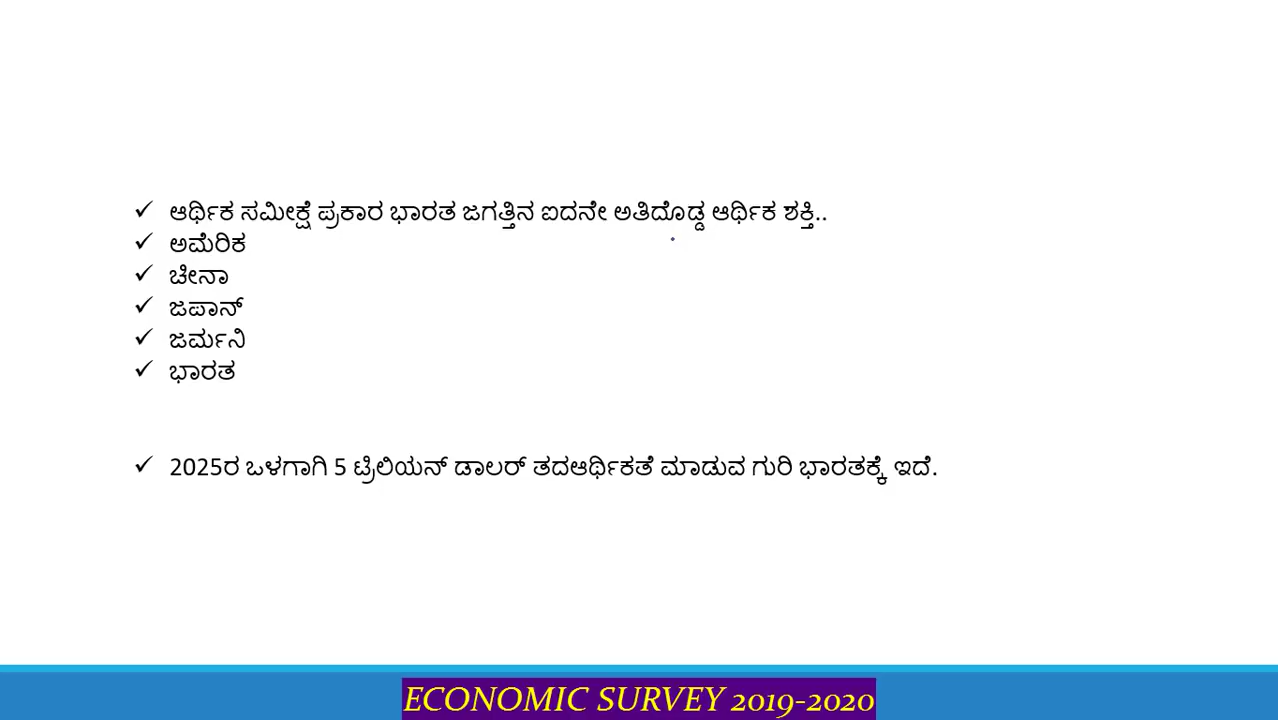 ✓ ಆರ್ಥಿಕ ಸಮೀಕ್ಷೆ ಪ್ರಕಾರ ಭಾರತ ಜಗತ್ತಿನ ಐದನೇ ಅತಿದೊಡ್ಡ ಆರ್ಥಿಕ ಶಕ್ತಿ..
✓ ಅಮೆರಿಕ
✓ ಚೀನಾ
✓ ಜಪಾನ್
✓ ಜರ್ಮನಿ
✓ ಭಾರತ
✓ 2025ರ ಒಳಗಾಗಿ 5 ಟ್ರಿಲಿಯನ್ ಡಾಲರ್ ತದಆರ್ಥಿಕತೆ ಮಾಡುವ ಗುರಿ ಭಾರತಕ್ಕೆ ಇದೆ.
ECONOMIC SURVEY 2019-2020